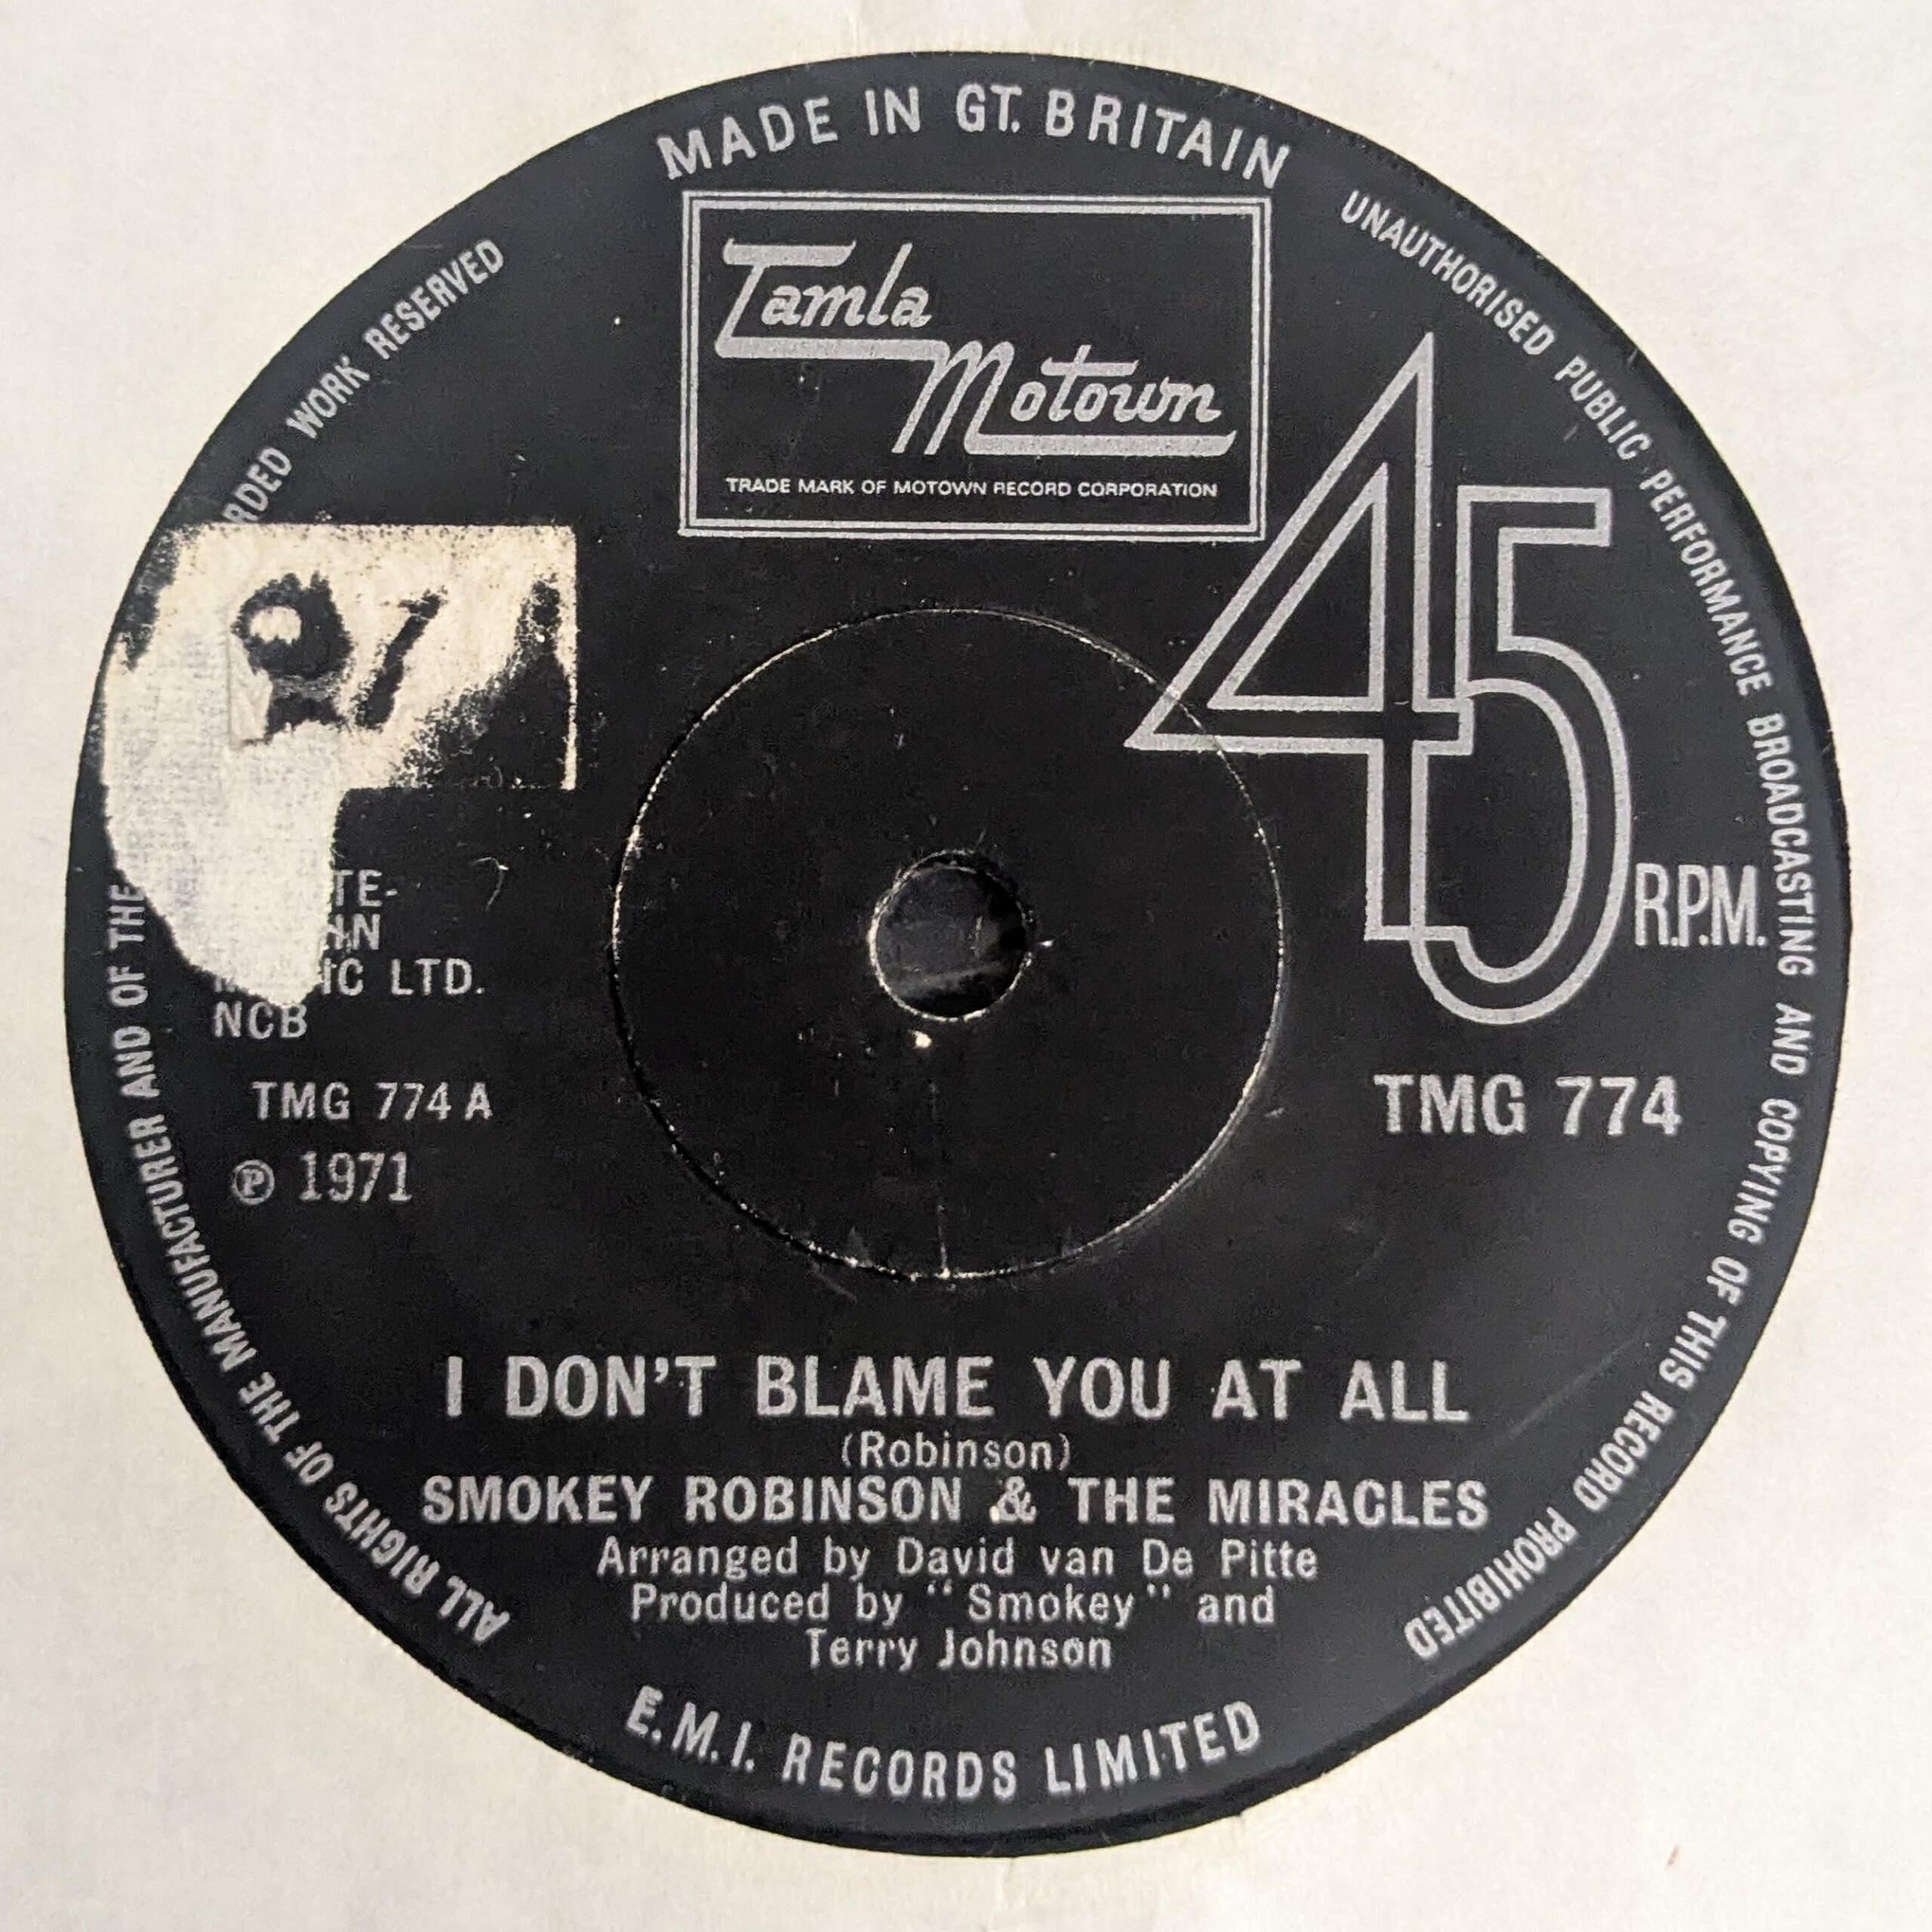 MADE IN GT. BRITAIN
Tamla
Motown
TRADE MARK OF MOTOWN RECORD CORPORATION
45
R.P.M.
LTD.
NCB
TMG 774 A
℗ 1971
TMG 774
I DON'T BLAME YOU AT ALL
(Robinson)
SMOKEY ROBINSON & THE MIRACLES
Arranged by David van De Pitte
Produced by "Smokey" and
Terry Johnson
E.M.I. RECORDS LIMITED
ALL RIGHTS OF THE MANUFACTURER AND OF THE
WORK RESERVED
UNAUTHORISED PUBLIC PERFORMANCE BROADCASTING AND COPYING OF THIS RECORD PROHIBITED